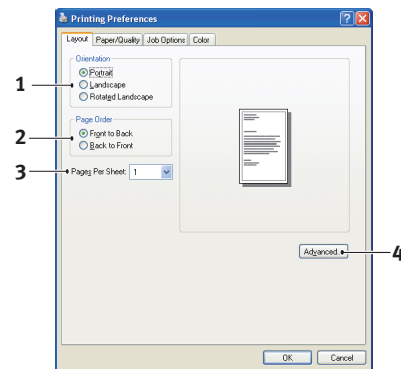 Printing Preferences
Layout Paper/Quality Job Options Color
Orientation
1
Portrait
Landscape
Rotated Landscape
Page Order
2
Front to Back
Back to Front
3
Pages Per Sheet: 1
Advanced...
4
OK Cancel